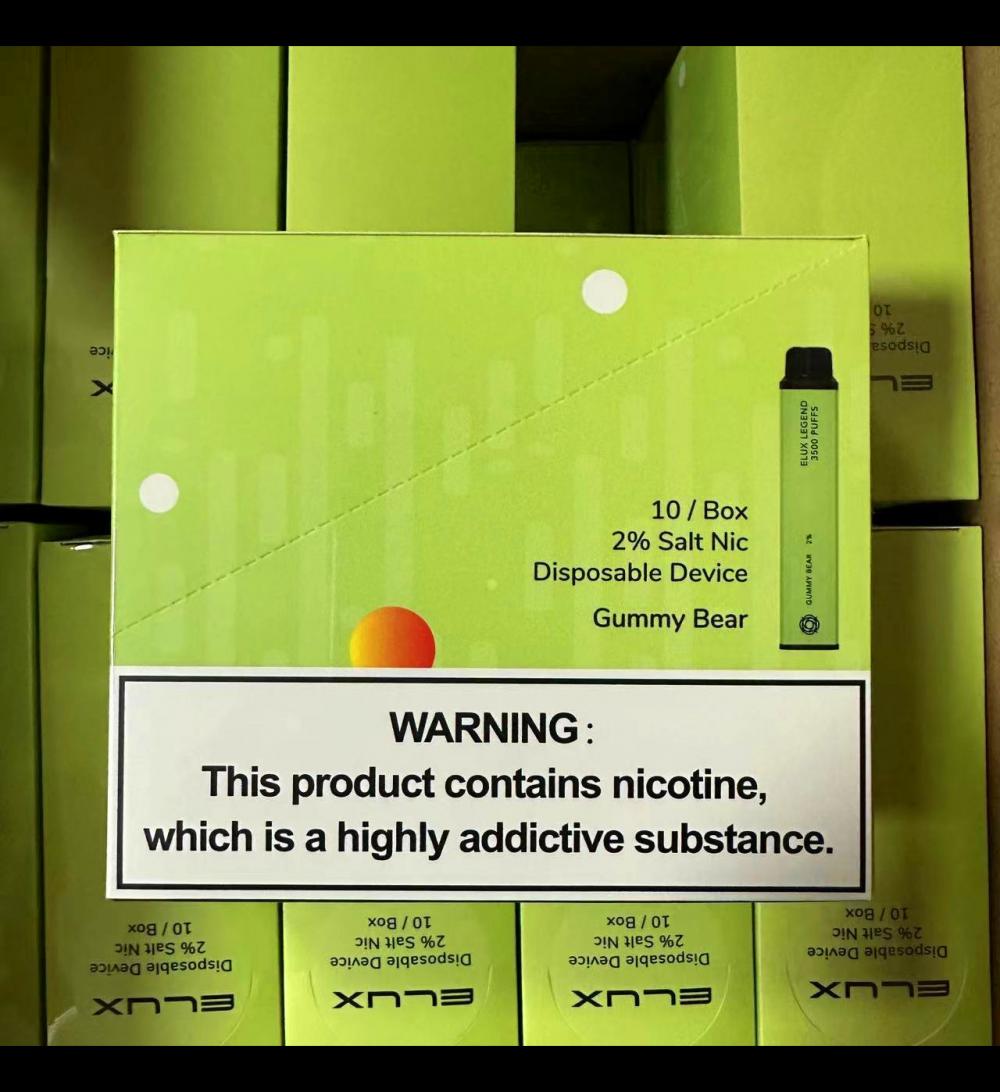 10 / Box
2% Salt Nic
Disposable Device
Gummy Bear
ELUX LEGEND
3500 PUFFS
GUMMY BEAR 2%
WARNING:
This product contains nicotine,
which is a highly addictive substance.
10
2%
Disposable
10 / Box
2% Salt Nic
Disposable Device
ELUX
10 / Box
2% Salt Nic
Disposable Device
ELUX
10 / Box
2% Salt Nic
Disposable Device
ELUX
10 / Box
2% Salt Nic
Disposable Device
ELUX